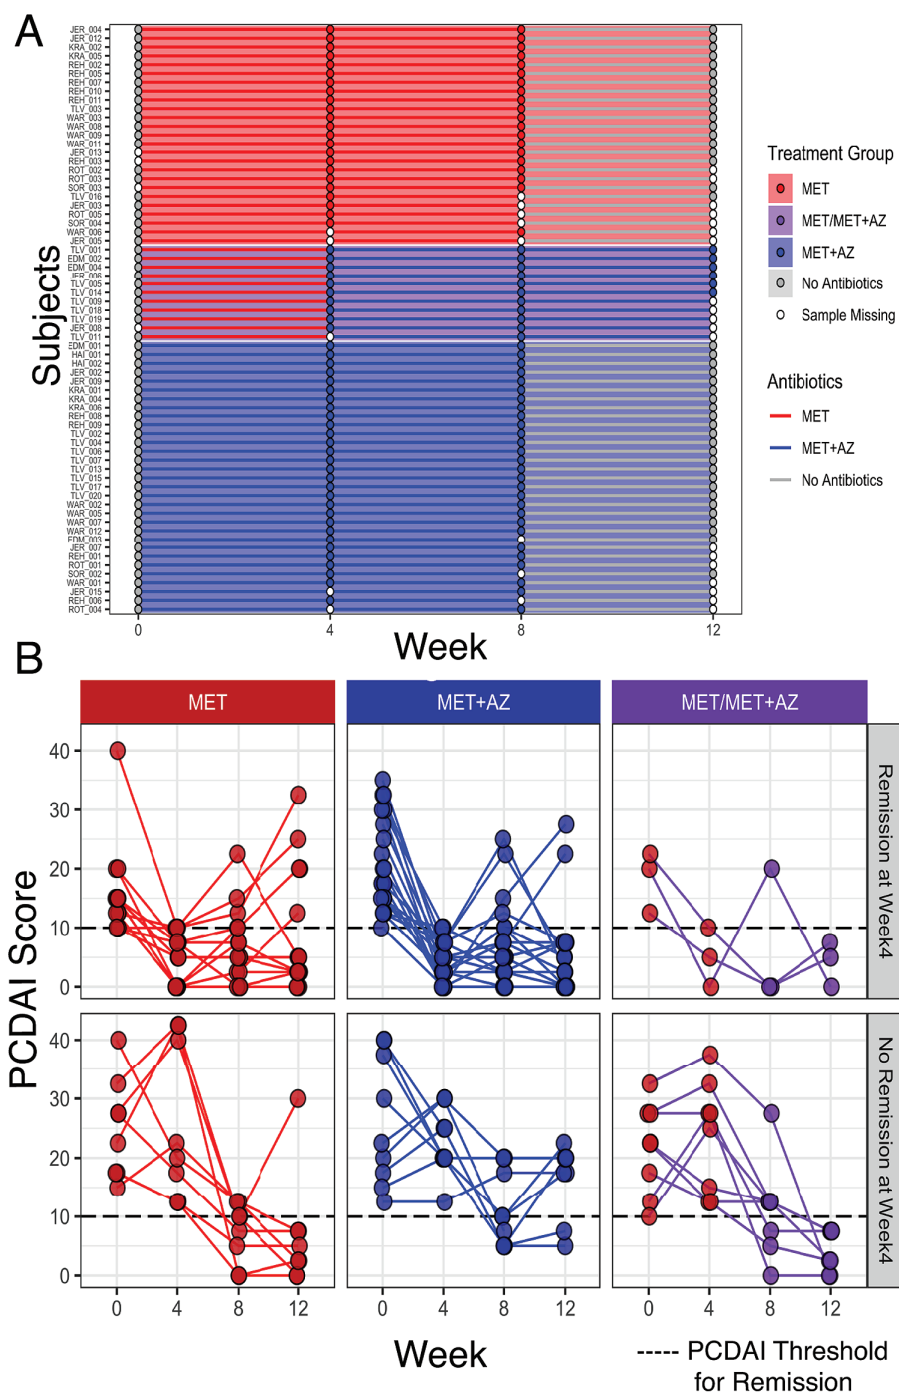 A
JER_004
JER_012
KRA_002
KRA_005
REH_002
REH_005
REH_007
REH_010
REH_011
TLV_003
WAR_003
WAR_008
WAR_009
WAR_011
JER_013
REH_003
ROT_002
ROT_003
SOR_003
TLV_016
JER_003
ROT_005
SOR_004
WAR_006
JER_005
TLV_001
EDM_002
EDM_004
JER_006
TLV_005
TLV_014
TLV_009
TLV_018
TLV_019
JER_008
TLV_011
EDM_001
HAI_001
HAI_002
JER_002
JER_009
KRA_001
KRA_004
KRA_006
REH_008
REH_009
TLV_002
TLV_004
TLV_006
TLV_007
TLV_013
TLV_015
TLV_017
TLV_020
WAR_002
WAR_005
WAR_007
WAR_012
EDM_003
JER_007
REH_001
ROT_001
SOR_002
WAR_001
JER_015
REH_006
ROT_004
Subjects
0 4 8 12
Week
Treatment Group
MET
MET/MET+AZ
MET+AZ
No Antibiotics
Sample Missing
Antibiotics
MET
MET+AZ
No Antibiotics
B
MET MET+AZ MET/MET+AZ
40
30
20
10
0
Remission at Week4
PCDAI Score
40
30
20
10
0
No Remission at Week4
0 4 8 12 0 4 8 12 0 4 8 12
Week
----- PCDAI Threshold
for Remission